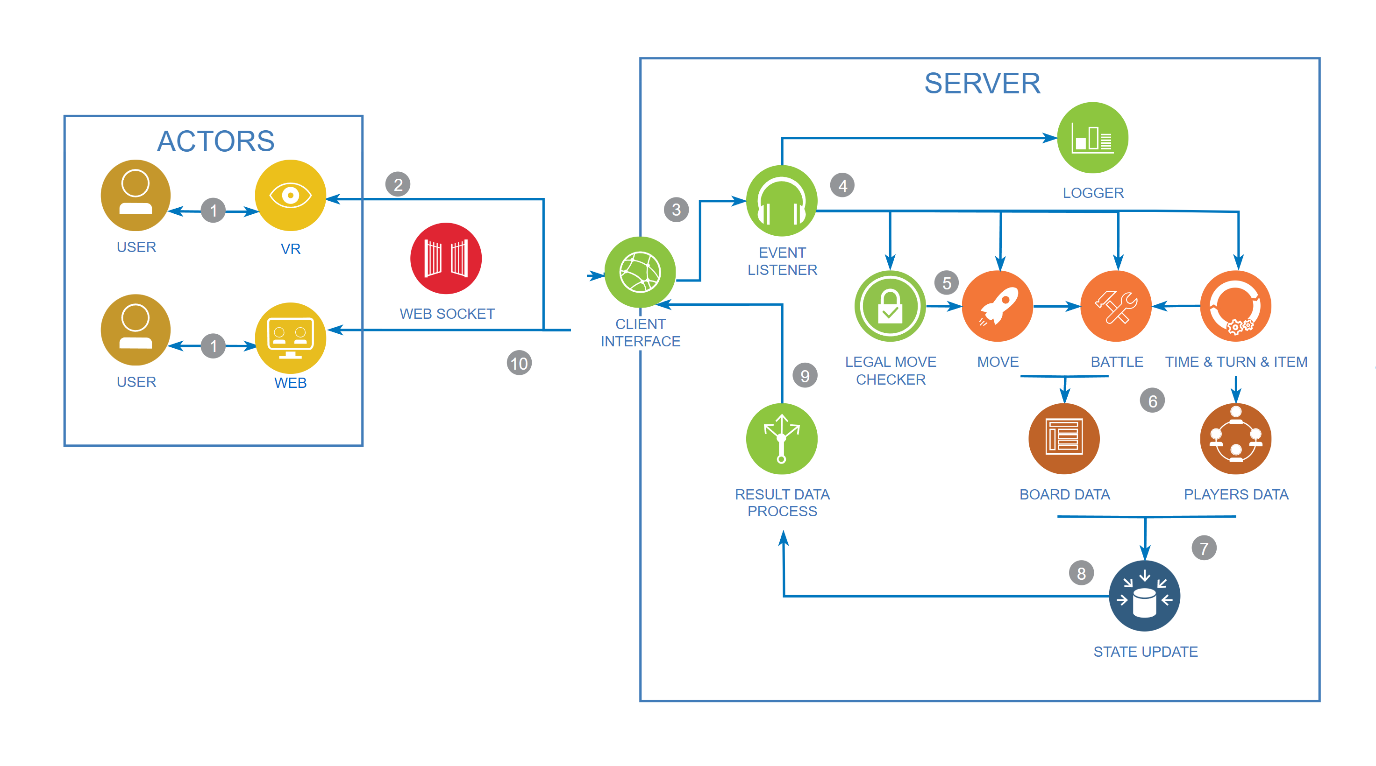 SERVER
ACTORS
USER
1
VR
2
USER
1
WEB
WEB SOCKET
10
CLIENT
INTERFACE
3
EVENT
LISTENER
4
LOGGER
LEGAL MOVE
CHECKER
5
MOVE
BATTLE
TIME & TURN & ITEM
6
BOARD DATA
PLAYERS DATA
7
STATE UPDATE
8
RESULT DATA
PROCESS
9